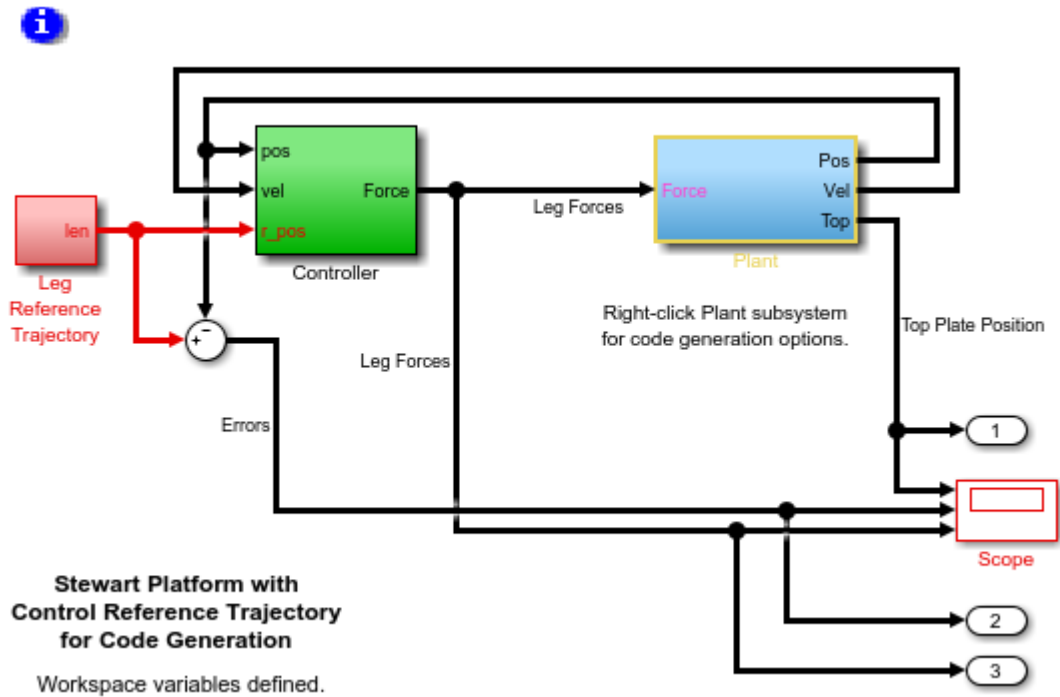 i
pos
vel
r_pos
Force
Controller
len
Leg
Reference
Trajectory
+
−
Errors
Leg Forces
Leg Forces
Force
Pos
Vel
Top
Plant
Right-click Plant subsystem
for code generation options.
Top Plate Position
1
Scope
2
3
Stewart Platform with
Control Reference Trajectory
for Code Generation
Workspace variables defined.